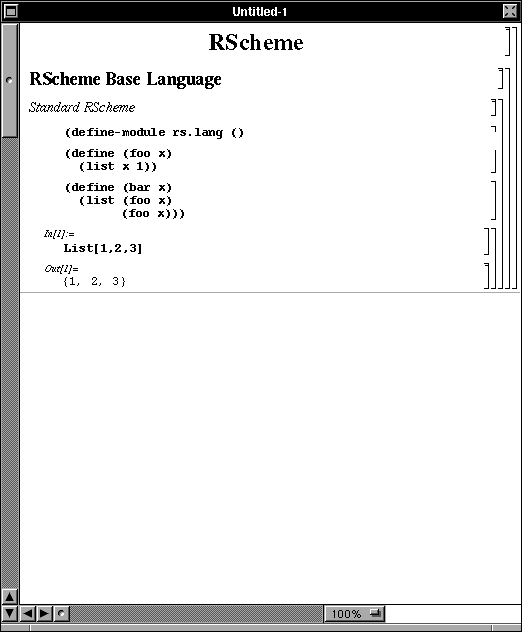 Untitled-1
RScheme
RScheme Base Language
Standard RScheme
(define-module rs.lang ()
(define (foo x)
(list x 1))
(define (bar x)
(list (foo x)
(foo x)))
In[1]:=
List[1,2,3]
Out[1]=
{1, 2, 3}
100%